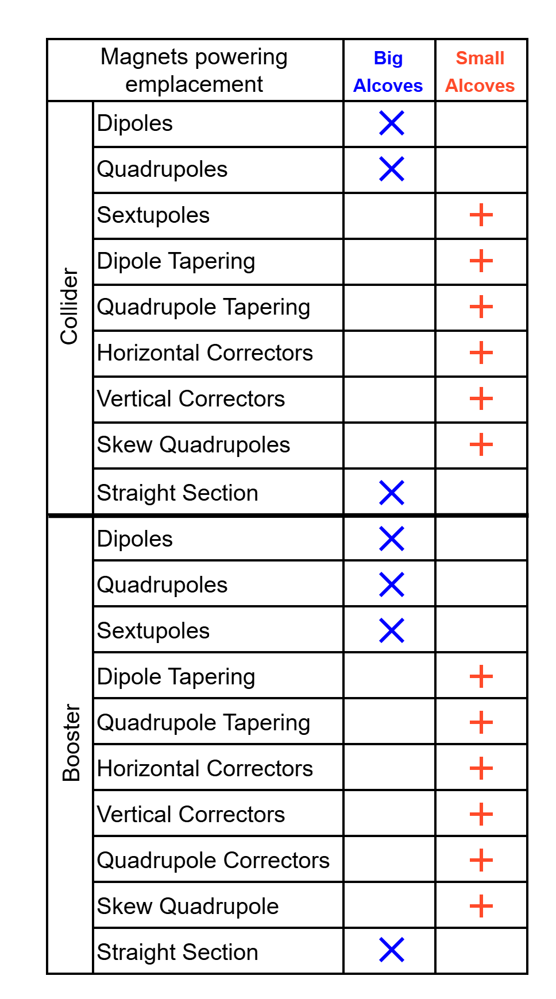 Magnets powering
emplacement
Big
Alcoves
Small
Alcoves
Collider
Dipoles
Quadrupoles
Sextupoles
Dipole Tapering
Quadrupole Tapering
Horizontal Correctors
Vertical Correctors
Skew Quadrupoles
Straight Section
Booster
Dipoles
Quadrupoles
Sextupoles
Dipole Tapering
Quadrupole Tapering
Horizontal Correctors
Vertical Correctors
Quadrupole Correctors
Skew Quadrupole
Straight Section